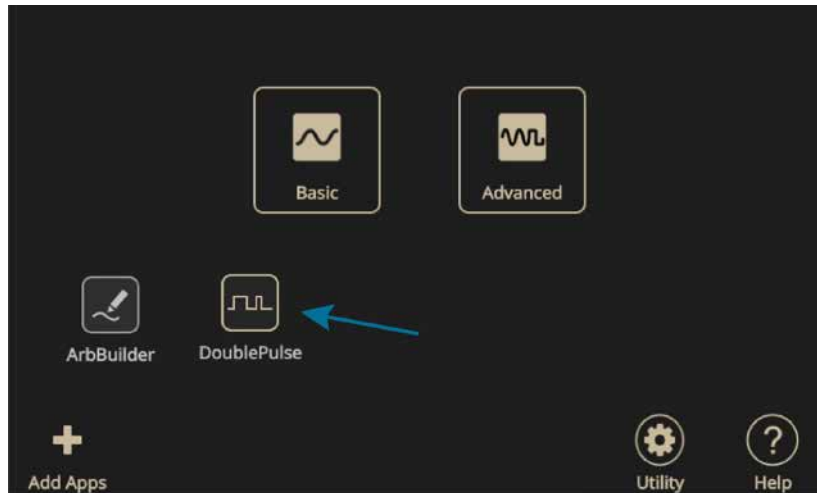 Basic
Advanced
ArbBuilder
DoublePulse
Add Apps
Utility
?
Help